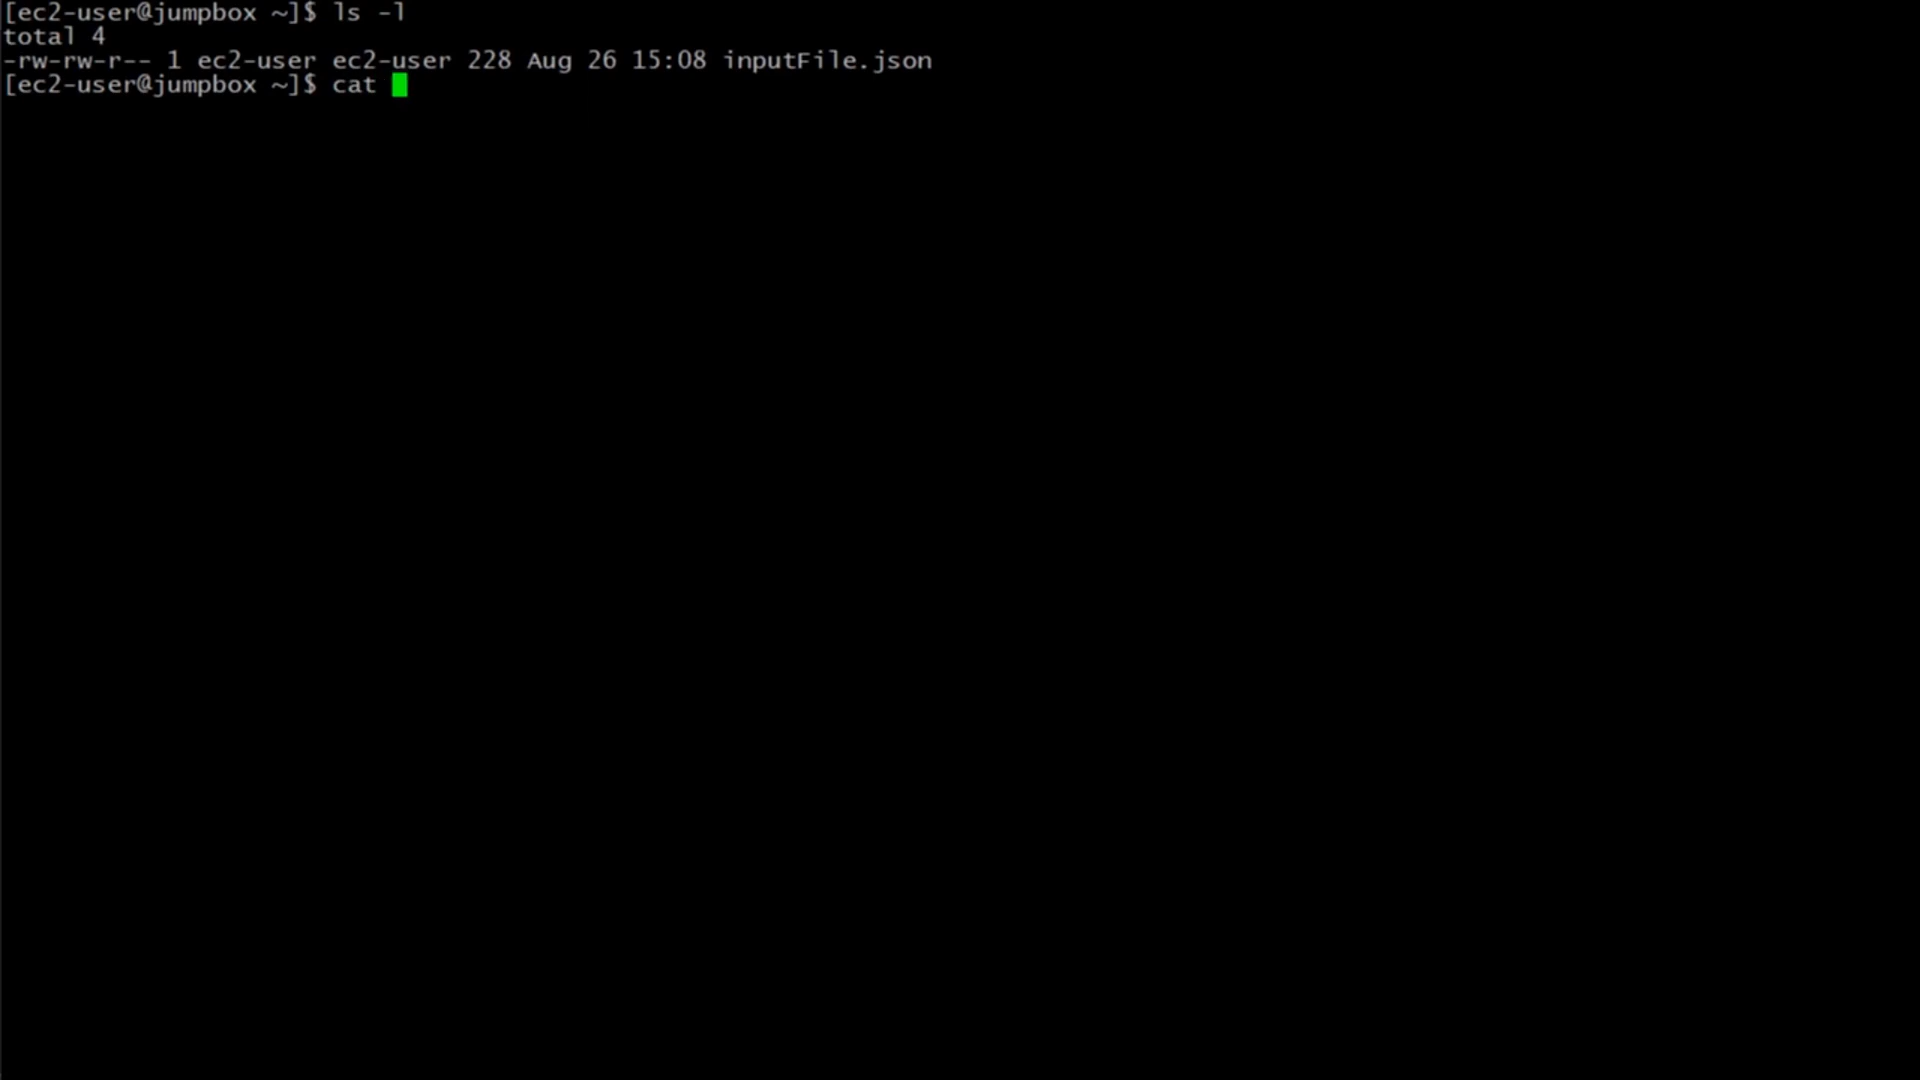 [ec2-user@jumpbox ~]$ ls -l
total 4
-rw-rw-r-- 1 ec2-user ec2-user 228 Aug 26 15:08 inputFile.json
[ec2-user@jumpbox ~]$ cat